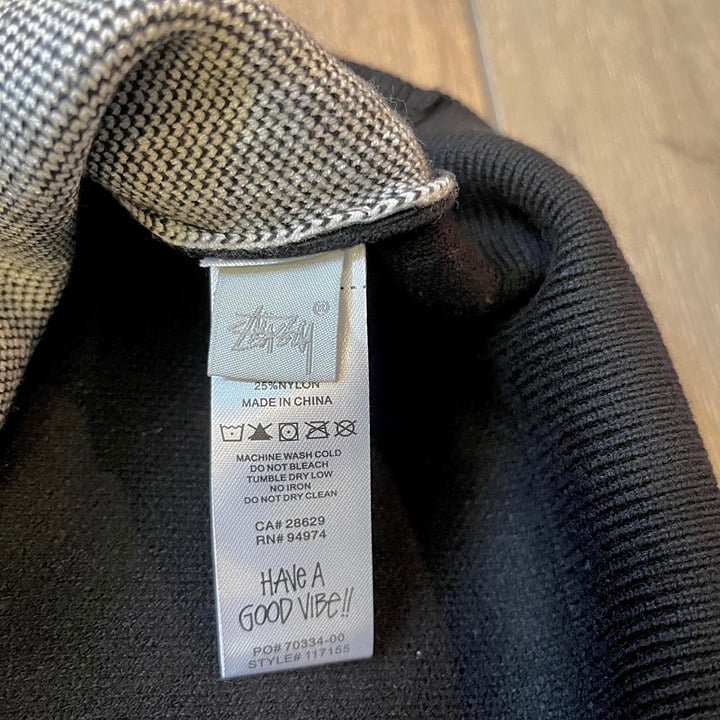 Stüssy
®
25%NYLON
MADE IN CHINA
MACHINE WASH COLD
DO NOT BLEACH
TUMBLE DRY LOW
NO IRON
DO NOT DRY CLEAN
CA# 28629
RN# 94974
HAVE A
GOOD VIBE!!
PO# 70334-00
STYLE# 117155